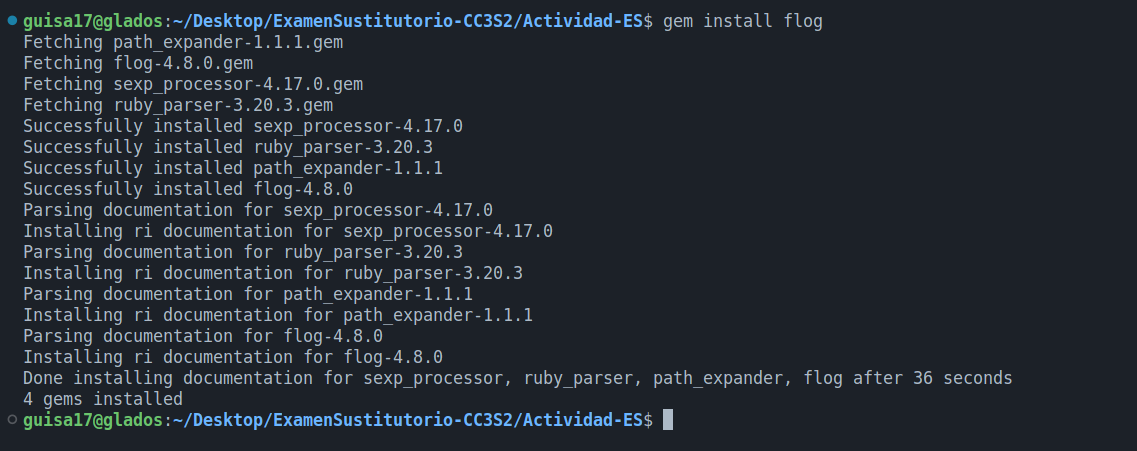 guisa17@glados:~/Desktop/ExamenSustitutorio-CC3S2/Actividad-ES$ gem install flog
Fetching path_expander-1.1.1.gem
Fetching flog-4.8.0.gem
Fetching sexp_processor-4.17.0.gem
Fetching ruby_parser-3.20.3.gem
Successfully installed sexp_processor-4.17.0
Successfully installed ruby_parser-3.20.3
Successfully installed path_expander-1.1.1
Successfully installed flog-4.8.0
Parsing documentation for sexp_processor-4.17.0
Installing ri documentation for sexp_processor-4.17.0
Parsing documentation for ruby_parser-3.20.3
Installing ri documentation for ruby_parser-3.20.3
Parsing documentation for path_expander-1.1.1
Installing ri documentation for path_expander-1.1.1
Parsing documentation for flog-4.8.0
Installing ri documentation for flog-4.8.0
Done installing documentation for sexp_processor, ruby_parser, path_expander, flog after 36 seconds
4 gems installed
guisa17@glados:~/Desktop/ExamenSustitutorio-CC3S2/Actividad-ES$